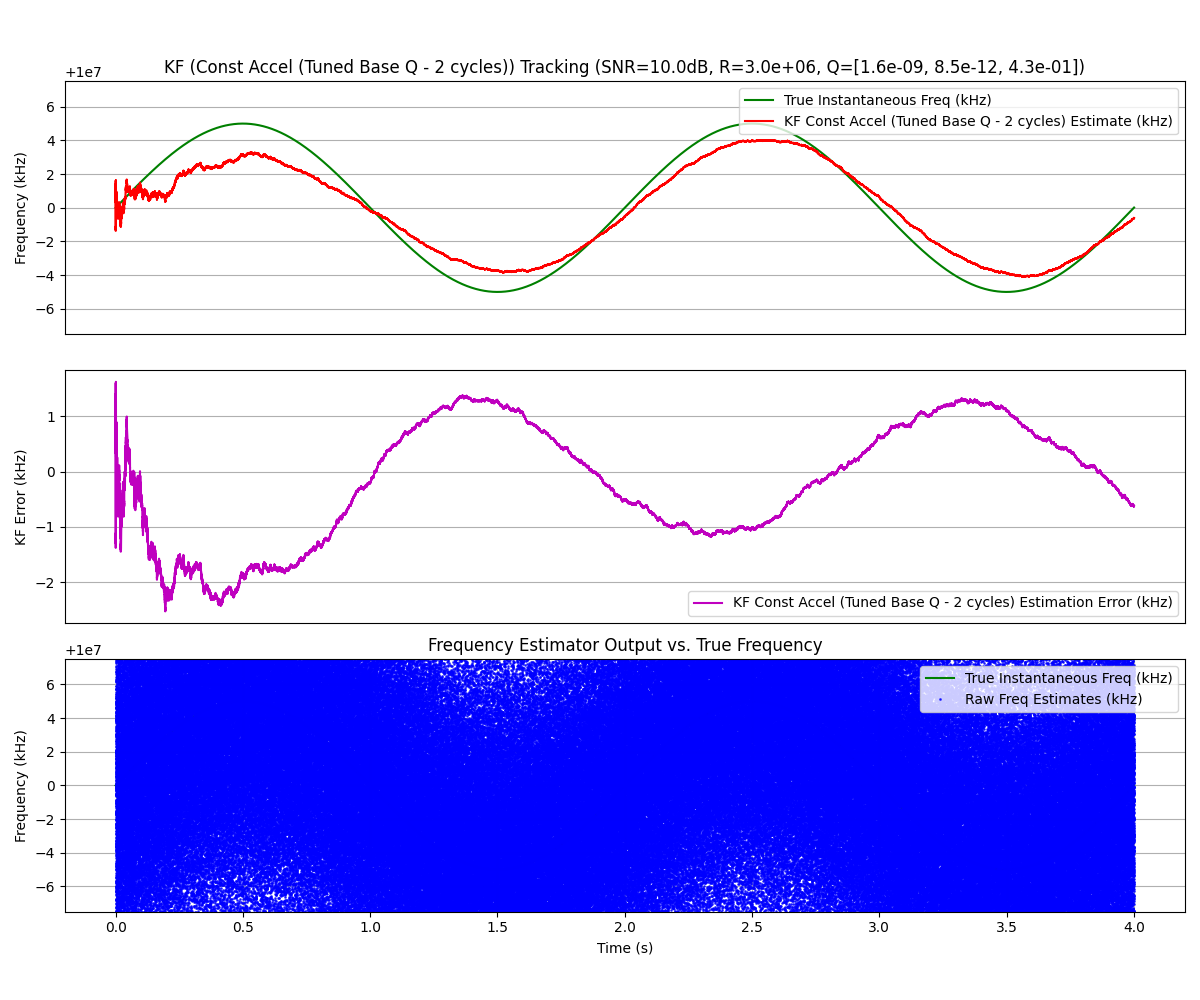 KF (Const Accel (Tuned Base Q - 2 cycles)) Tracking (SNR=10.0dB, R=3.0e+06, Q=[1.6e-09, 8.5e-12, 4.3e-01])
+1e7
True Instantaneous Freq (kHz)
KF Const Accel (Tuned Base Q - 2 cycles) Estimate (kHz)
Frequency (kHz)
6
4
2
0
−2
−4
−6
KF Error (kHz)
1
0
−1
−2
KF Const Accel (Tuned Base Q - 2 cycles) Estimation Error (kHz)
Frequency Estimator Output vs. True Frequency
+1e7
True Instantaneous Freq (kHz)
Raw Freq Estimates (kHz)
Frequency (kHz)
6
4
2
0
−2
−4
−6
0.0 0.5 1.0 1.5 2.0 2.5 3.0 3.5 4.0
Time (s)